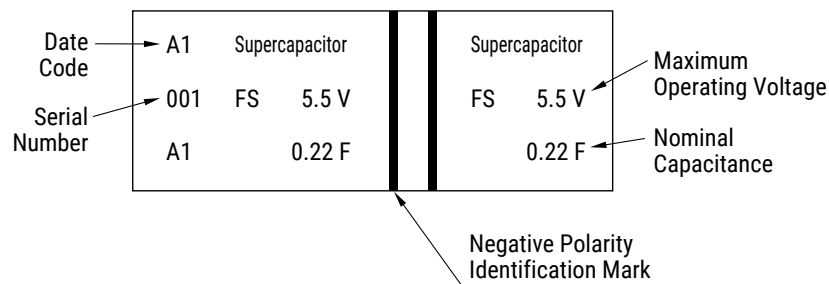 Date
Code
A1 Supercapacitor Supercapacitor
Maximum
Operating Voltage
Serial
Number
001 FS 5.5 V FS 5.5 V
A1 0.22 F 0.22 F
Nominal
Capacitance
Negative Polarity
Identification Mark